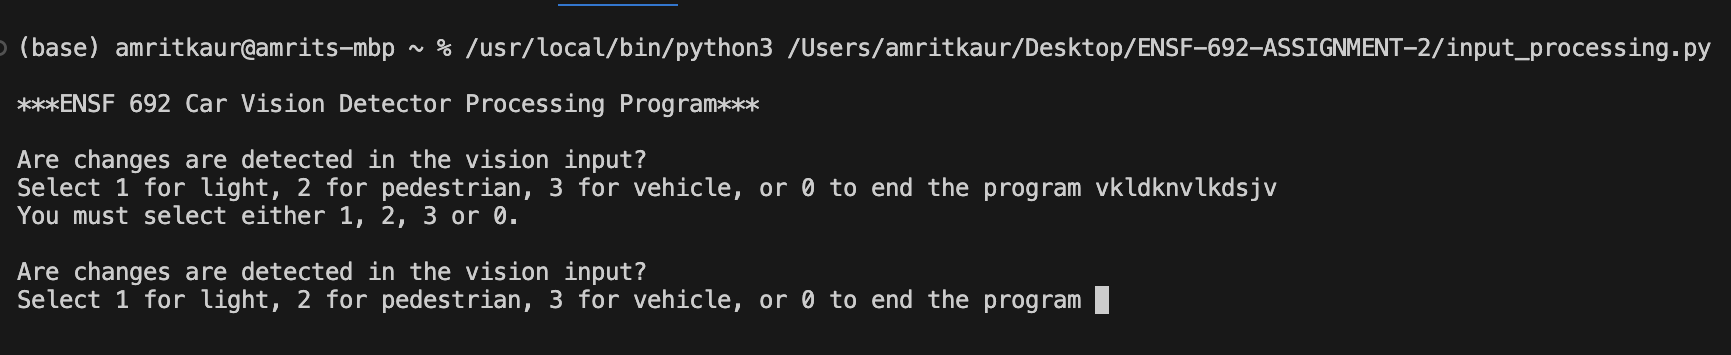 (base) amritkaur@amrits-mbp ~ % /usr/local/bin/python3 /Users/amritkaur/Desktop/ENSF-692-ASSIGNMENT-2/input_processing.py
***ENSF 692 Car Vision Detector Processing Program***
Are changes are detected in the vision input?
Select 1 for light, 2 for pedestrian, 3 for vehicle, or 0 to end the program vkldknvlkdsjv
You must select either 1, 2, 3 or 0.
Are changes are detected in the vision input?
Select 1 for light, 2 for pedestrian, 3 for vehicle, or 0 to end the program